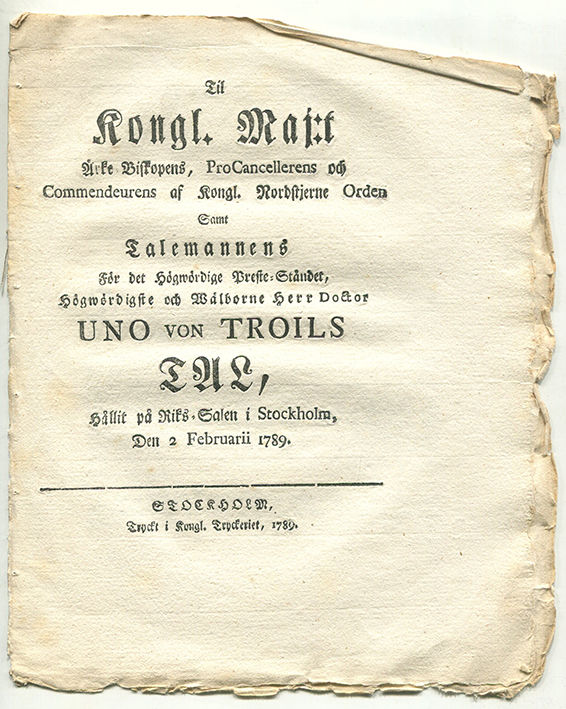 Til
Kongl. Maj:t
Ärke Biskopens, ProCancellerens och
Commendeurens af Kongl. Nordstjerne Orden
Samt
Talemannens
För det Högwördige Preste-Ståndet,
Högwördigste och Wälborne Herr Doctor
UNO VON TROILS
TAL,
Hållit på Riks-Salen i Stockholm,
Den 2 Februarii 1789.
STOCKHOLM,
Tryckt i Kongl. Tryckeriet, 1789.